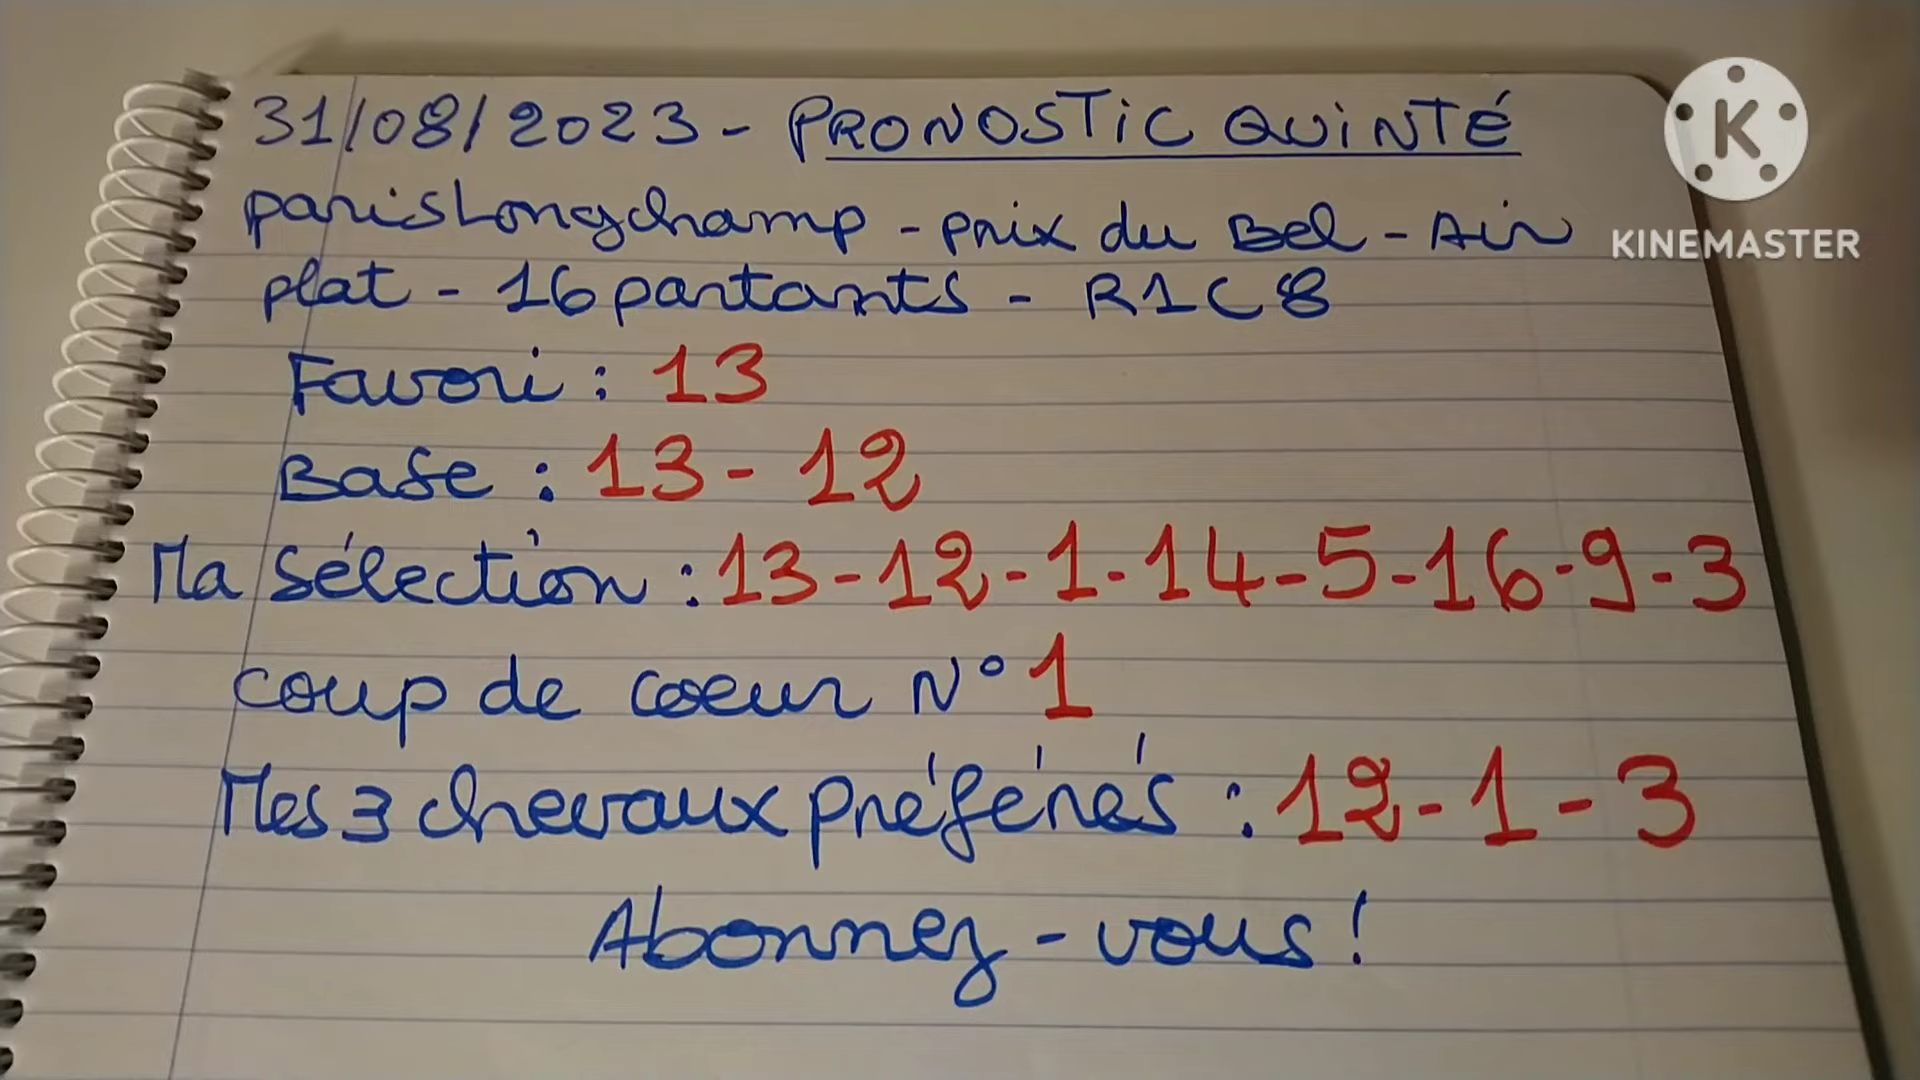 31/08/2023 - PRONOSTIC QUINTÉ
parisLongchamp - prix du Bel - Air
plat - 16 partants - R1C8
Favori : 13
Base : 13 - 12
Ma sélection : 13 - 12 - 1 - 14 - 5 - 16 - 9 - 3
coup de coeur N° 1
Mes 3 chevaux préférés : 12 - 1 - 3
Abonnez - vous !
K
KINEMASTER